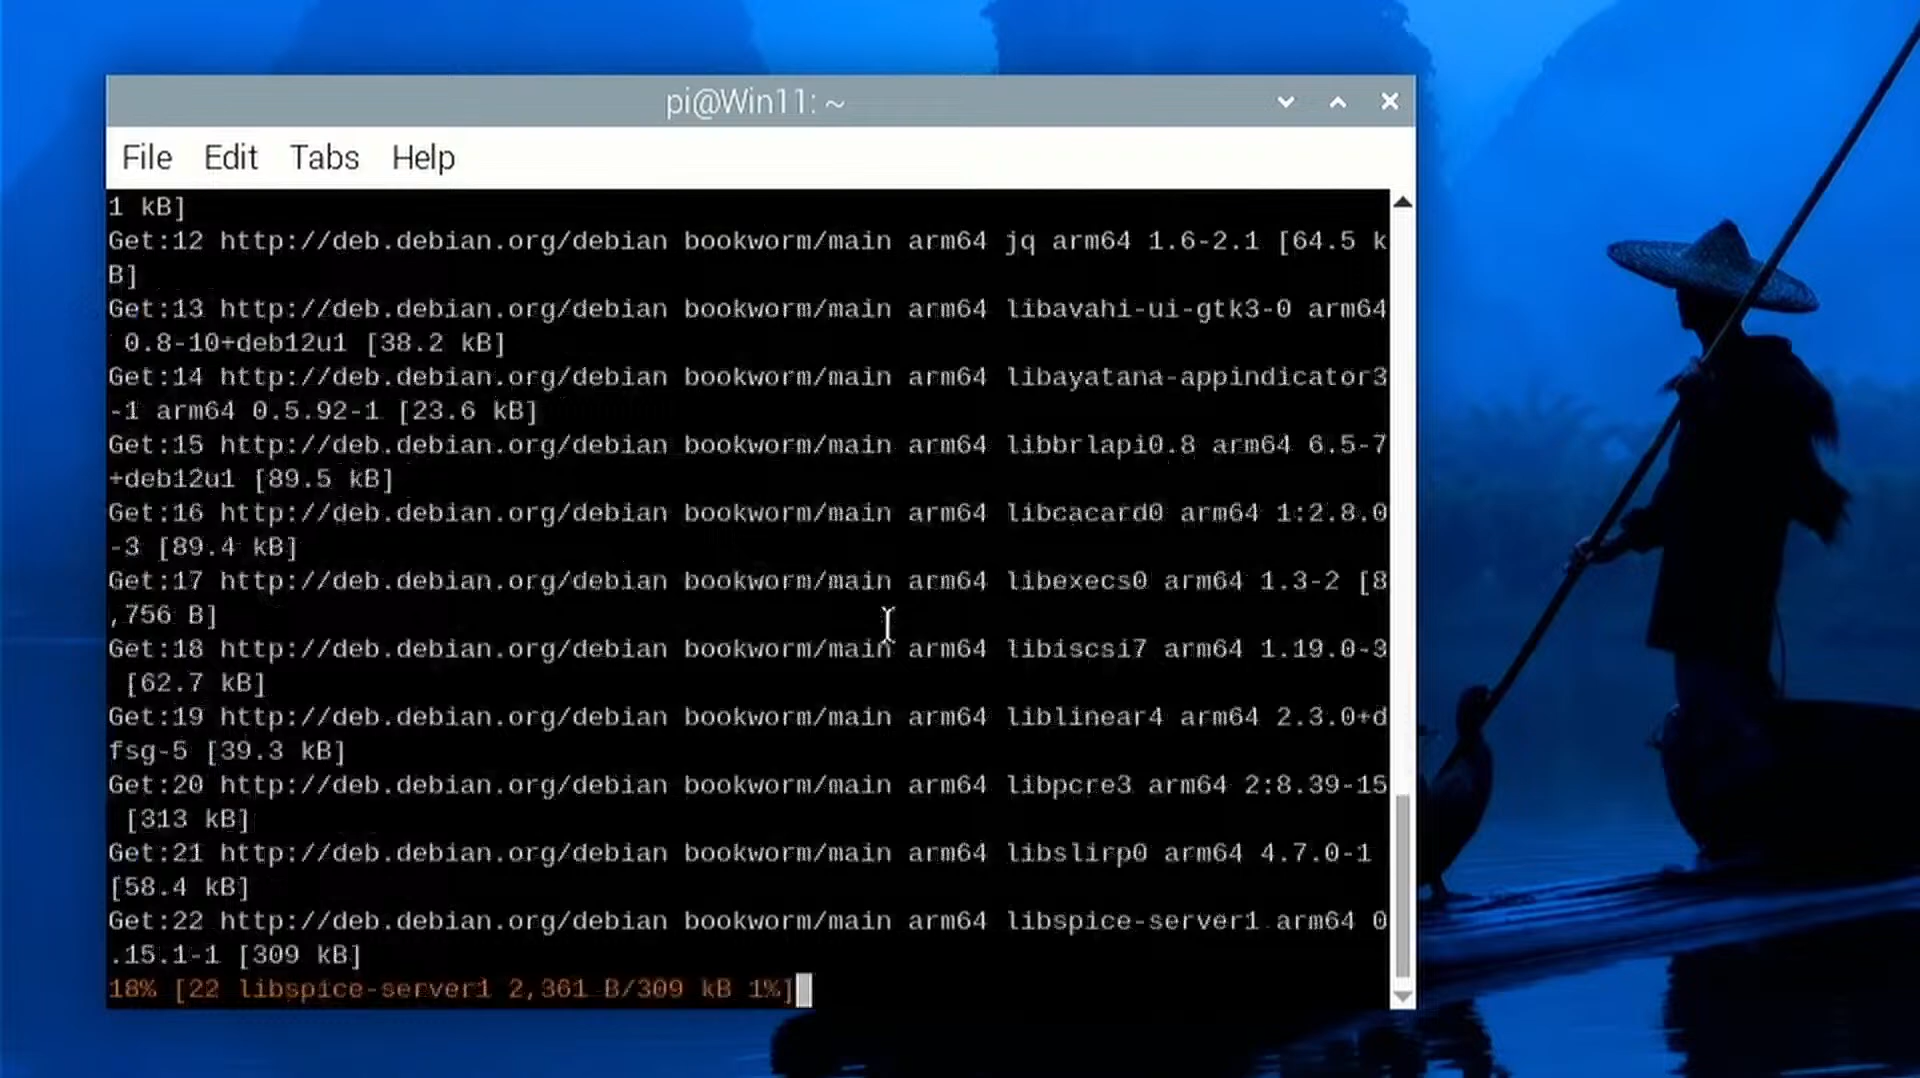 pi@Win11: ~
File Edit Tabs Help
1 kB]
Get:12 http://deb.debian.org/debian bookworm/main arm64 jq arm64 1.6-2.1 [64.5 k
B]
Get:13 http://deb.debian.org/debian bookworm/main arm64 libavahi-ui-gtk3-0 arm64
 0.8-10+deb12u1 [38.2 kB]
Get:14 http://deb.debian.org/debian bookworm/main arm64 libayatana-appindicator3
-1 arm64 0.5.92-1 [23.6 kB]
Get:15 http://deb.debian.org/debian bookworm/main arm64 libbrlapi0.8 arm64 6.5-7
+deb12u1 [89.5 kB]
Get:16 http://deb.debian.org/debian bookworm/main arm64 libcacard0 arm64 1:2.8.0
-3 [89.4 kB]
Get:17 http://deb.debian.org/debian bookworm/main arm64 libexecs0 arm64 1.3-2 [8
,756 B]
Get:18 http://deb.debian.org/debian bookworm/main arm64 libiscsi7 arm64 1.19.0-3
 [62.7 kB]
Get:19 http://deb.debian.org/debian bookworm/main arm64 liblinear4 arm64 2.3.0+d
fsg-5 [39.3 kB]
Get:20 http://deb.debian.org/debian bookworm/main arm64 libpcre3 arm64 2:8.39-15
 [313 kB]
Get:21 http://deb.debian.org/debian bookworm/main arm64 libslirp0 arm64 4.7.0-1
[58.4 kB]
Get:22 http://deb.debian.org/debian bookworm/main arm64 libspice-server1 arm64 0
.15.1-1 [309 kB]
18% [22 libspice-server1 2,361 B/309 kB 1%]